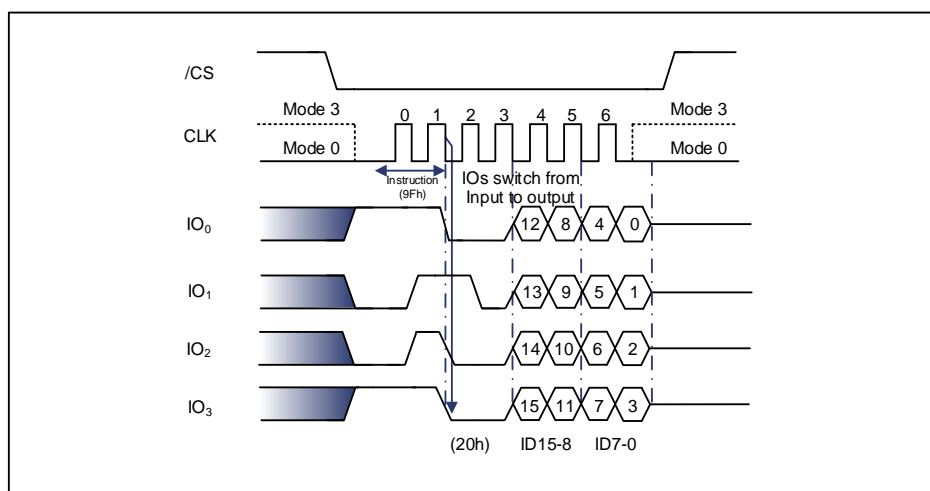 /CS
Mode 3 0 1 2 3 4 5 6 Mode 3
CLK
Mode 0 Mode 0
Instruction IOs switch from
(9Fh) Input to output
IO0 12 8 4 0
IO1 13 9 5 1
IO2 14 10 6 2
IO3 15 11 7 3
(20h) ID15-8 ID7-0